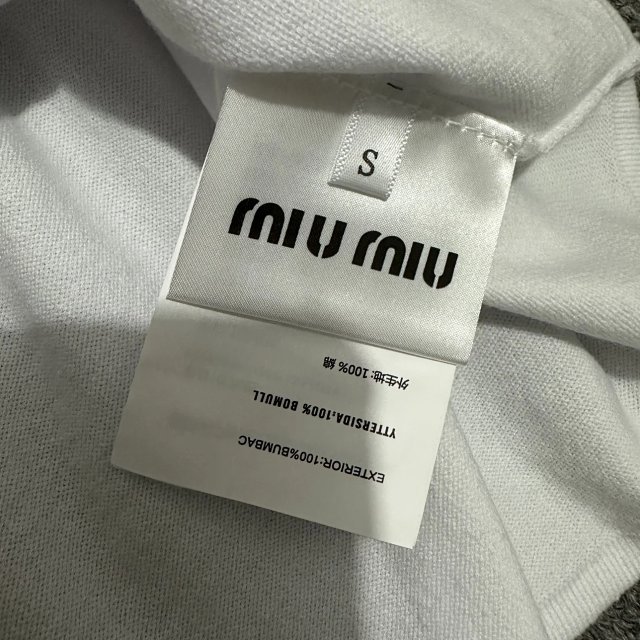 S
miu miu
外生地:100% 綿
YTTERSIDA.100% BOMULL
EXTERIOR:100%BUMBAC